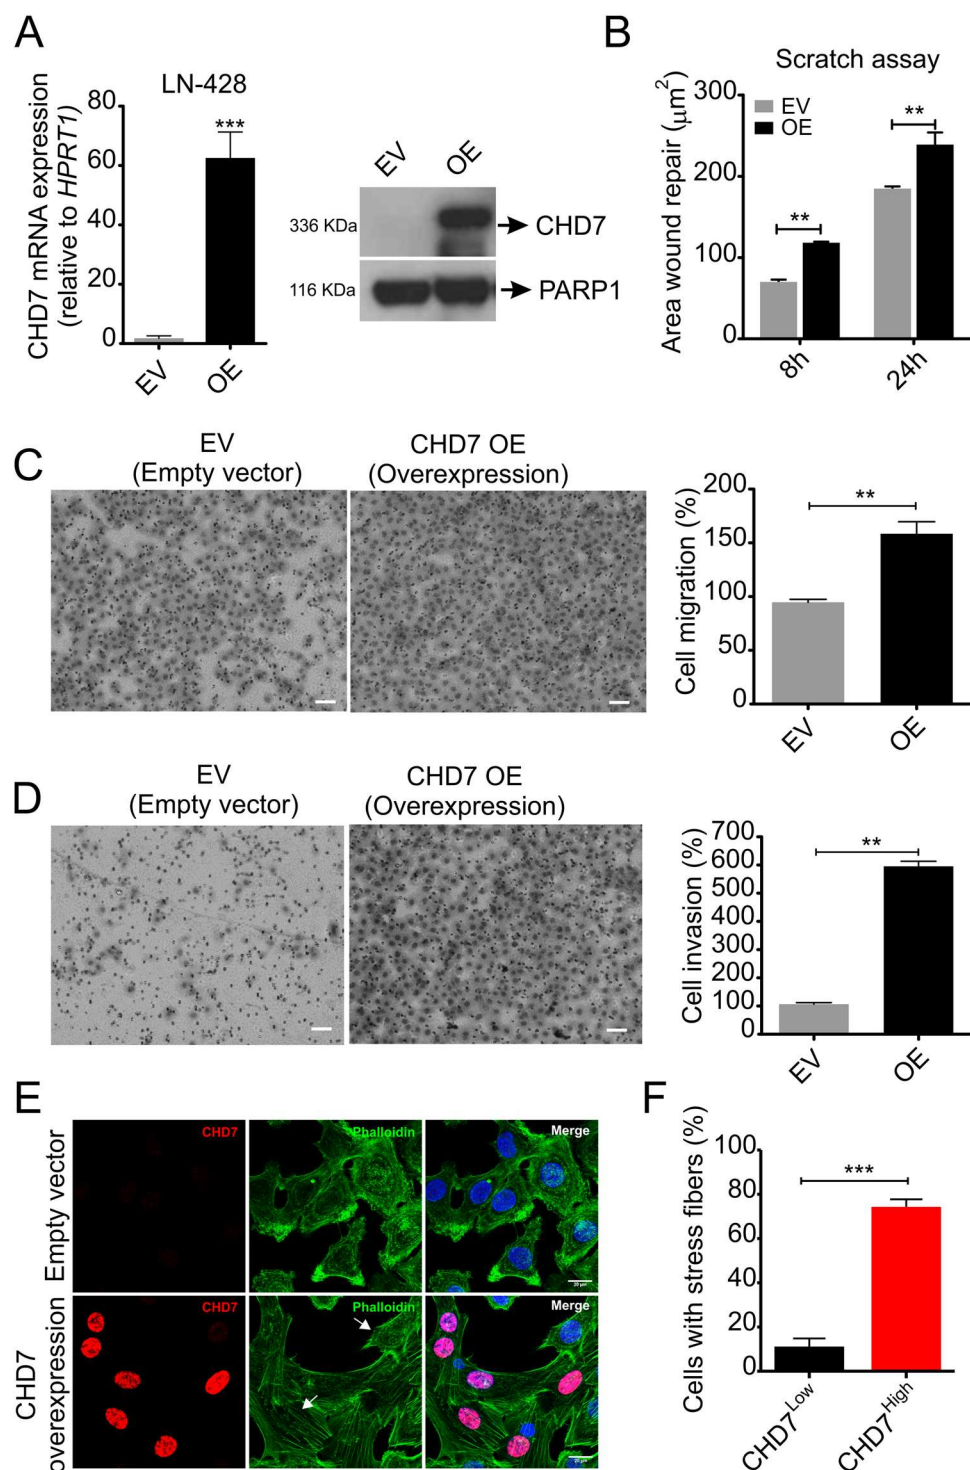 A
LN-428
CHD7 mRNA expression
(relative to HPRT1)
80
60
40
20
0
***
EV
OE
EV
OE
336 KDa
CHD7
116 KDa
PARP1
B
Scratch assay
Area wound repair (μm²)
300
200
100
0
EV
OE
**
**
8h
24h
C
EV
(Empty vector)
CHD7 OE
(Overexpression)
Cell migration (%)
200
150
100
50
0
**
EV
OE
D
EV
(Empty vector)
CHD7 OE
(Overexpression)
Cell invasion (%)
700
600
500
400
300
200
100
0
**
EV
OE
E
Empty vector
CHD7
Phalloidin
Merge
20 μm
CHD7
overexpression
CHD7
Phalloidin
Merge
20 μm
F
Cells with stress fibers (%)
80
60
40
20
0
***
CHD7Low
CHD7High